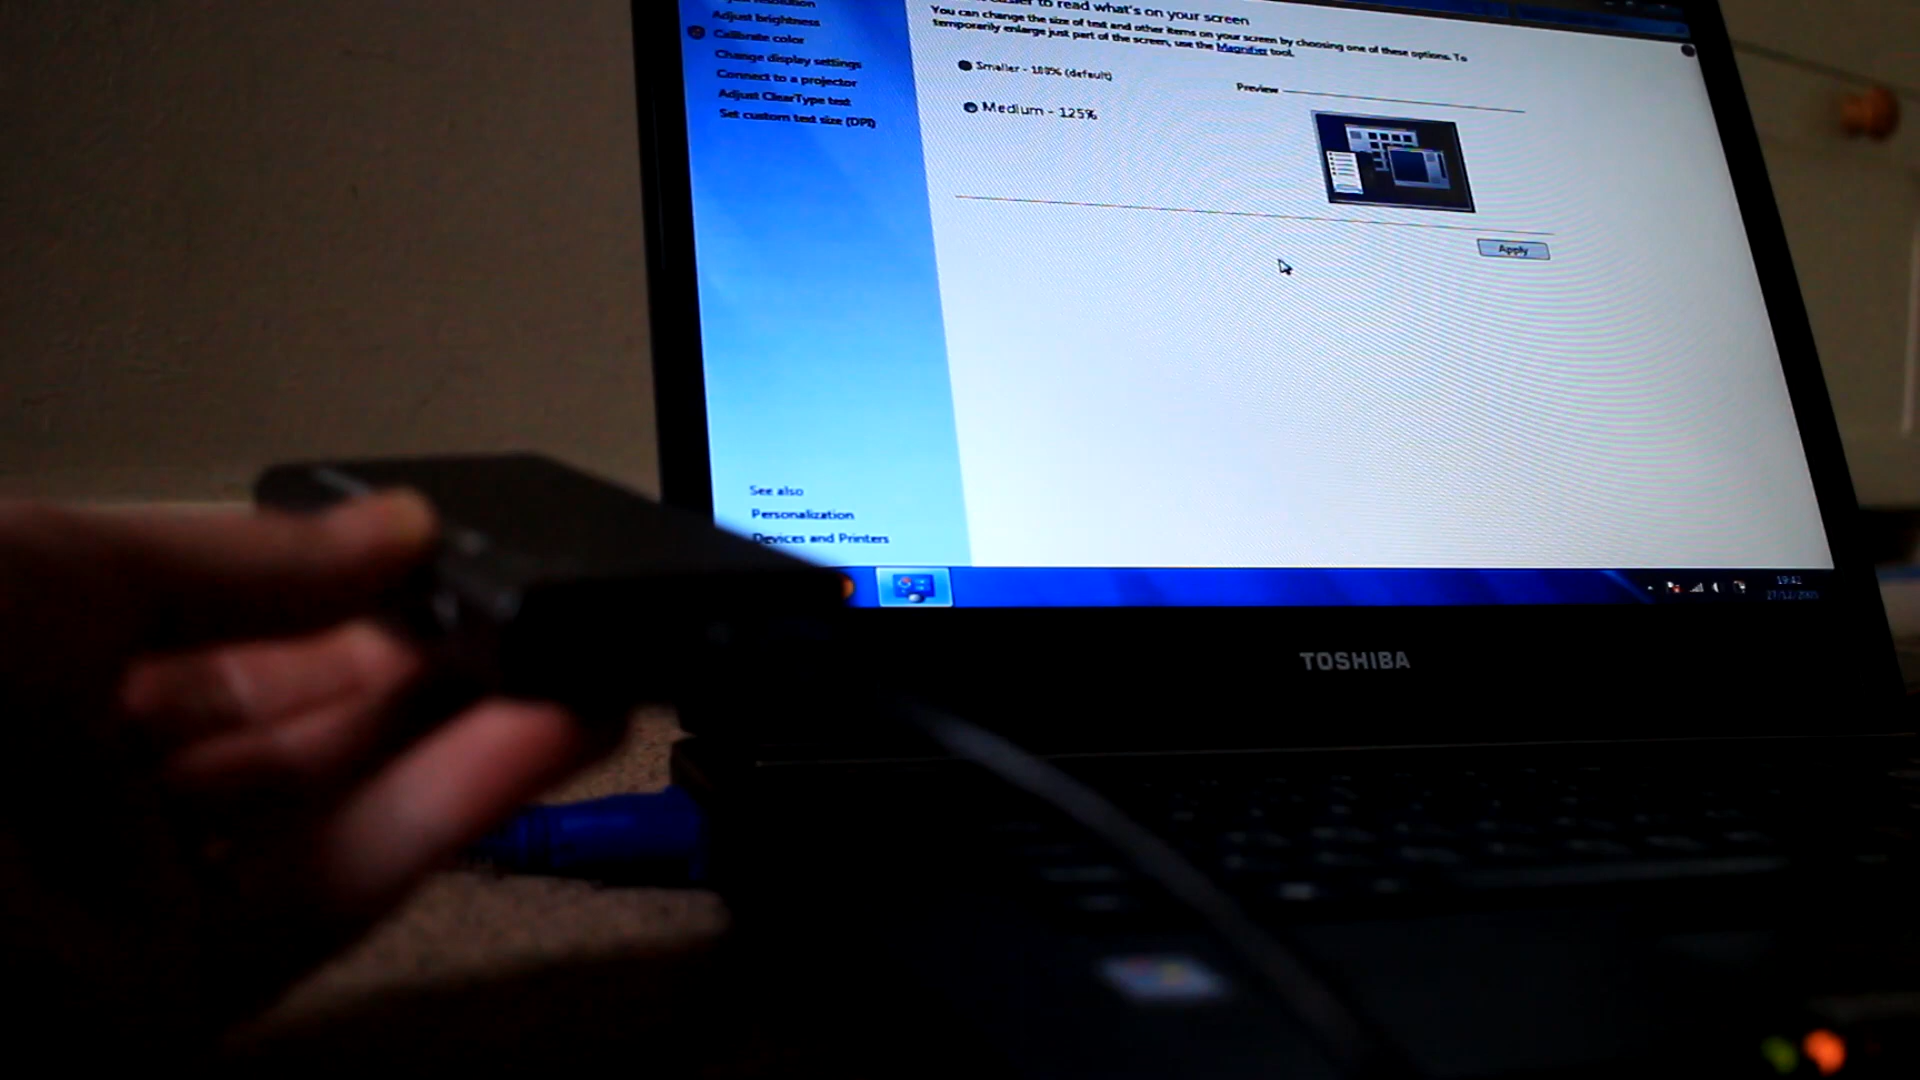 Adjust brightness
Calibrate color
Change display settings
Connect to a projector
Adjust ClearType text
Set custom text size (DPI)
to read what's on your screen
You can change the size of text and other items on your screen by choosing one of these options. To
temporarily enlarge just part of the screen, use the Magnifier tool.
Smaller - 100% (default)
Preview
Medium - 125%
Apply
See also
Personalization
Devices and Printers
19:42
TOSHIBA